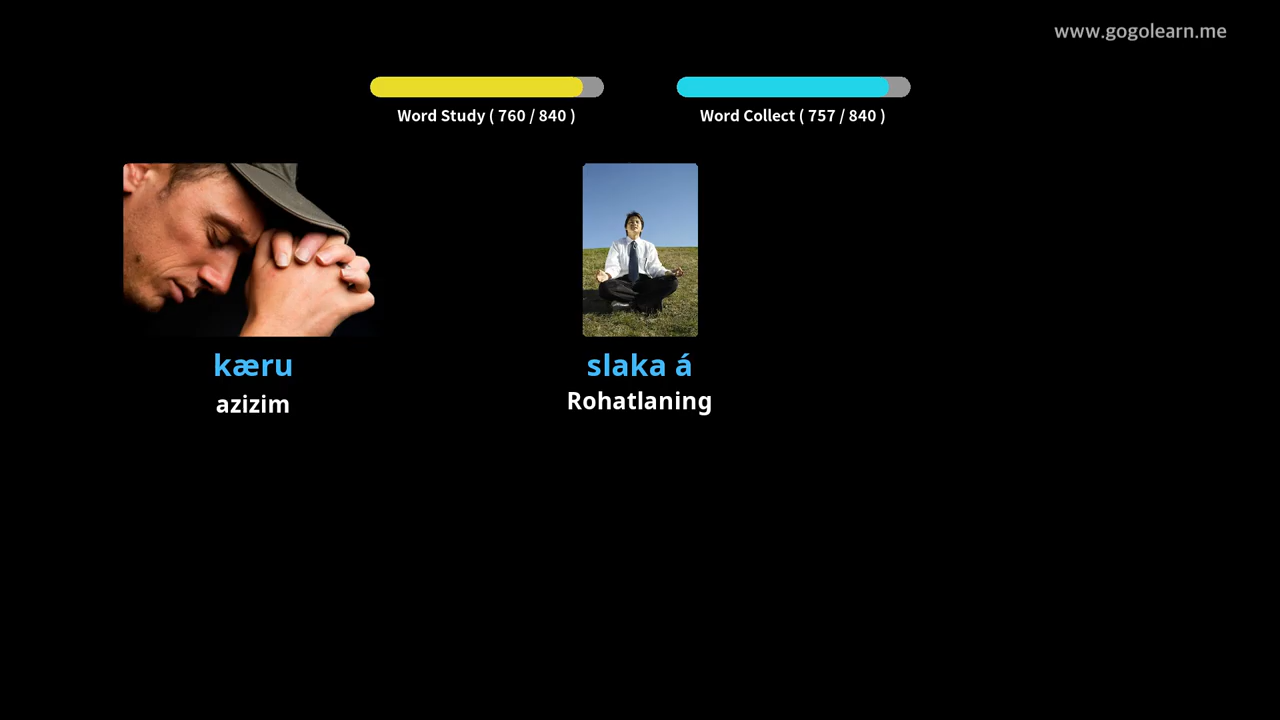 www.gogolearn.me
Word Study ( 760 / 840 )
Word Collect ( 757 / 840 )
kæru
azizim
slaka á
Rohatlaning